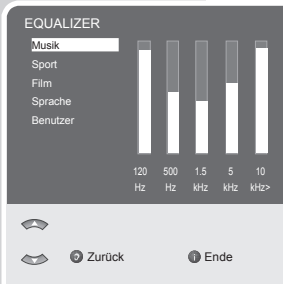 EQUALIZER
Musik
Sport
Film
Sprache
Benutzer
120 500 1.5 5 10
Hz Hz kHz kHz kHz>
Zurück Ende